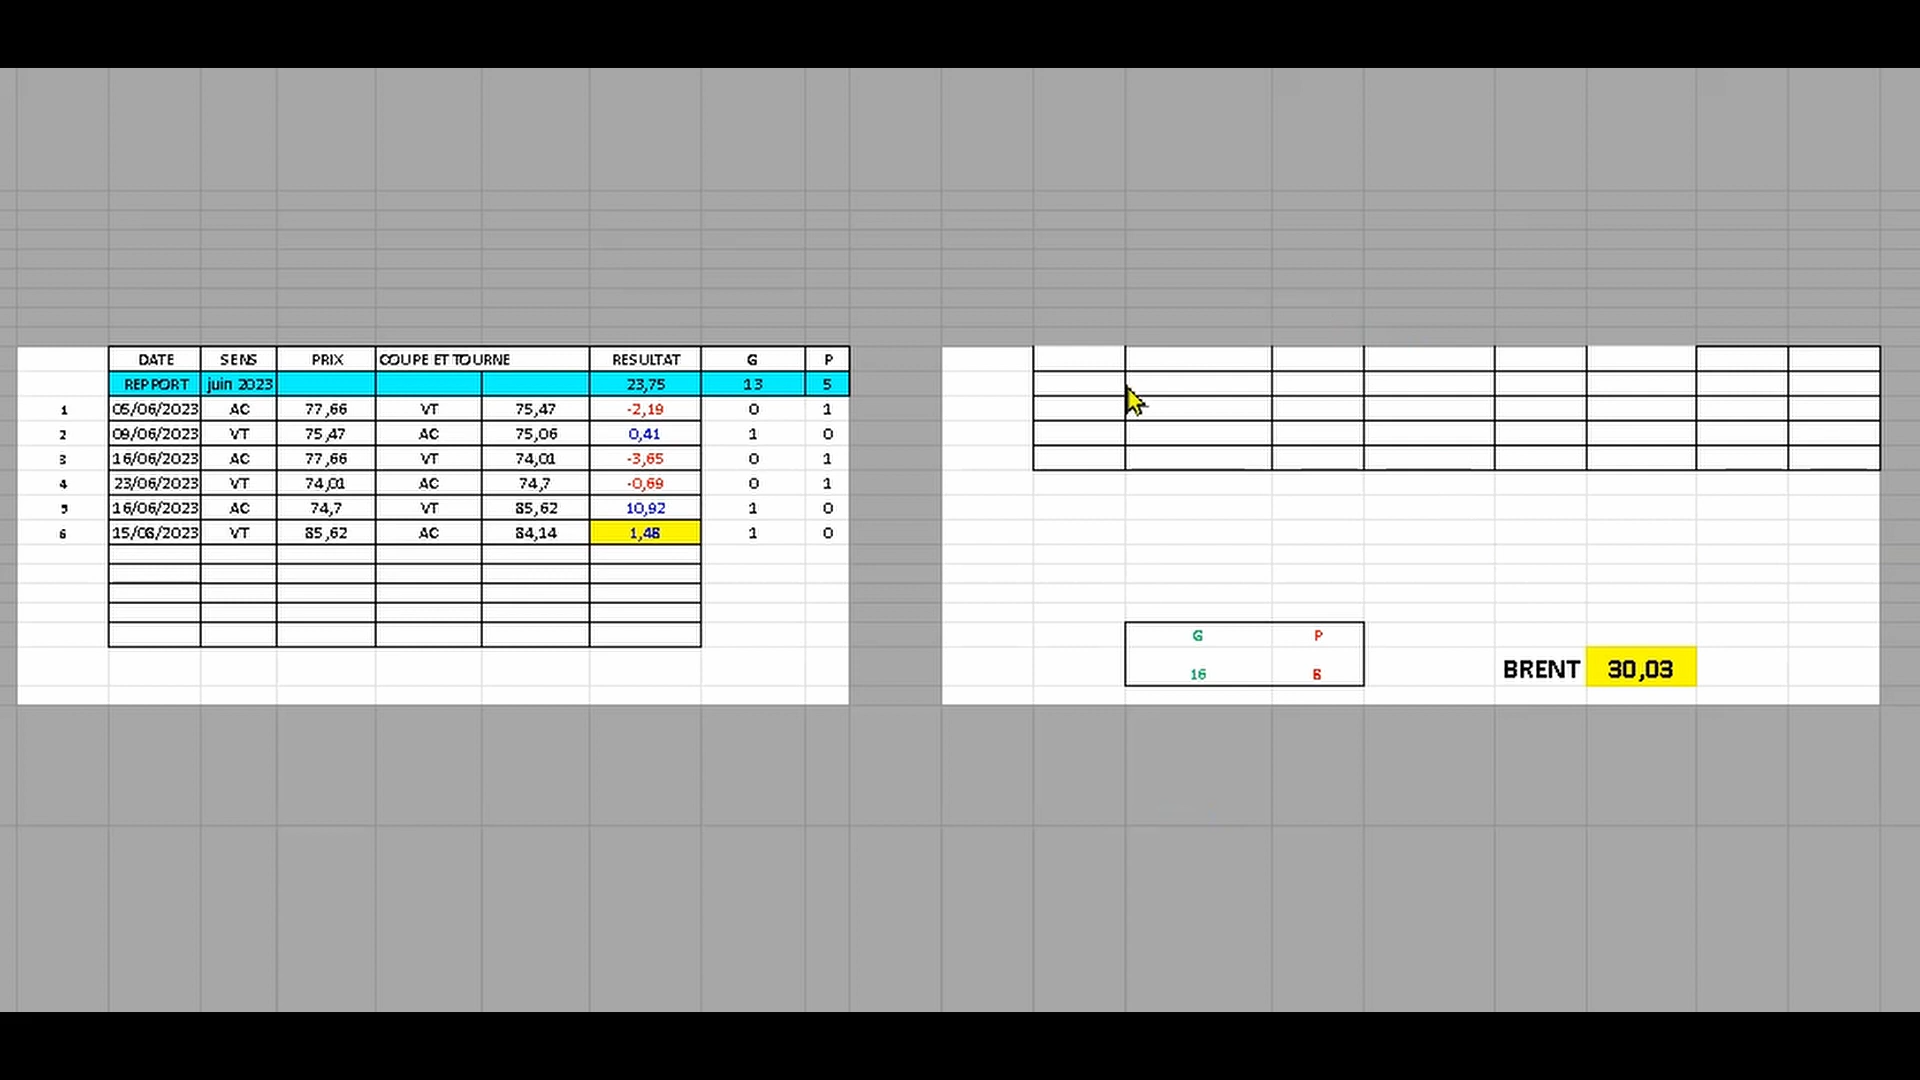 DATE SENS PRIX COUPE ET TOURNE RESULTAT G P
REPPORT juin 2023 23,75 13 5
1 05/06/2023 AC 77,66 VT 75,47 -2,19 0 1
2 09/06/2023 VT 75,47 AC 75,06 0,41 1 0
3 16/06/2023 AC 77,66 VT 74,01 -3,65 0 1
4 23/06/2023 VT 74,01 AC 74,7 -0,69 0 1
5 16/06/2023 AC 74,7 VT 85,62 10,92 1 0
6 15/08/2023 VT 85,62 AC 84,14 1,48 1 0
G P
16 8
BRENT 30,03